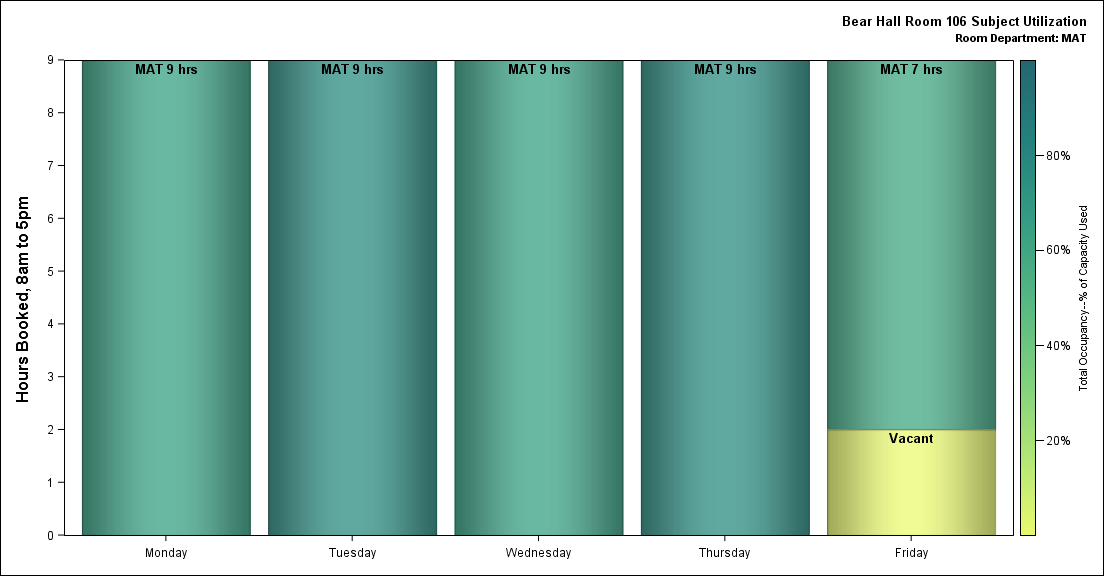 Bear Hall Room 106 Subject Utilization
Room Department: MAT
Hours Booked, 8am to 5pm
9
8
7
6
5
4
3
2
1
0
MAT 9 hrs
MAT 9 hrs
MAT 9 hrs
MAT 9 hrs
MAT 7 hrs
Vacant
Monday
Tuesday
Wednesday
Thursday
Friday
80%
60%
40%
20%
Total Occupancy--% of Capacity Used